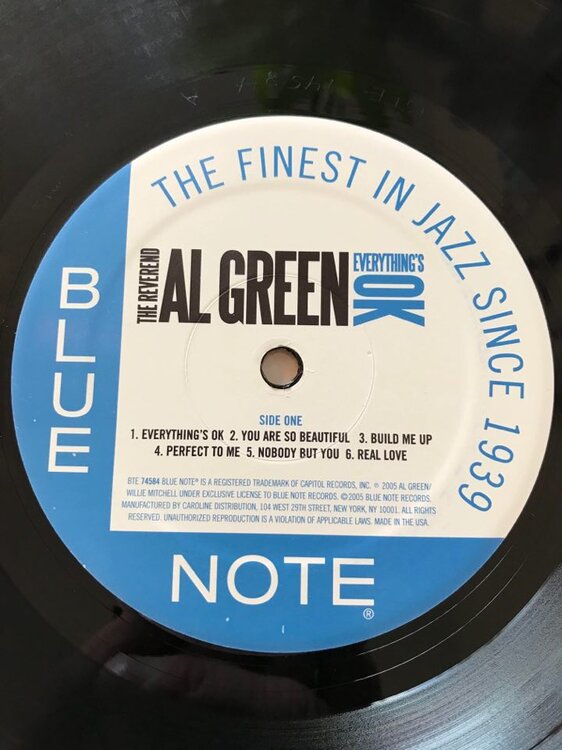 THE FINEST IN JAZZ SINCE 1939
THE REVEREND
AL GREEN
EVERYTHING'S
OK
BLUE
SIDE ONE
1. EVERYTHING'S OK 2. YOU ARE SO BEAUTIFUL 3. BUILD ME UP
4. PERFECT TO ME 5. NOBODY BUT YOU 6. REAL LOVE
BTE 74584 BLUE NOTE® IS A REGISTERED TRADEMARK OF CAPITOL RECORDS, INC. ℗ 2005 AL GREEN/
WILLIE MITCHELL UNDER EXCLUSIVE LICENSE TO BLUE NOTE RECORDS. ©2005 BLUE NOTE RECORDS.
MANUFACTURED BY CAROLINE DISTRIBUTION, 104 WEST 29TH STREET, NEW YORK, NY 10001. ALL RIGHTS
RESERVED. UNAUTHORIZED REPRODUCTION IS A VIOLATION OF APPLICABLE LAWS. MADE IN THE USA.
NOTE®